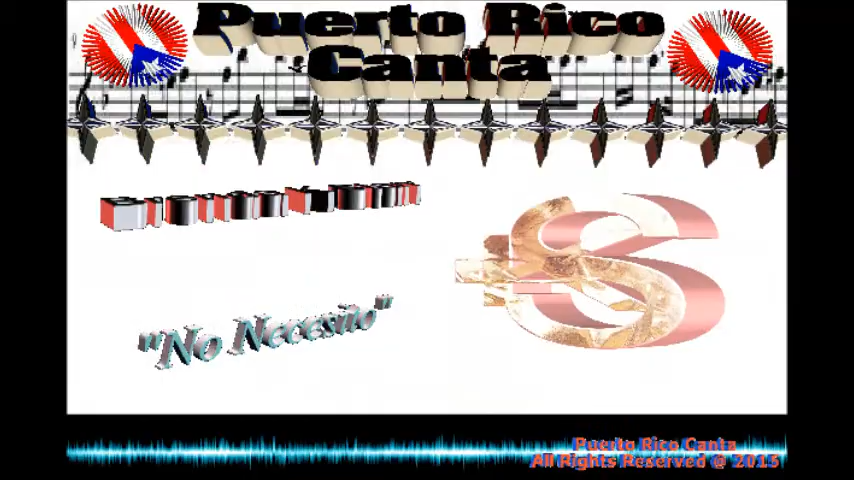 Puerto Rico
Canta
"No Necesito"
Puerto Rico Canta
All Rights Reserved @ 2015